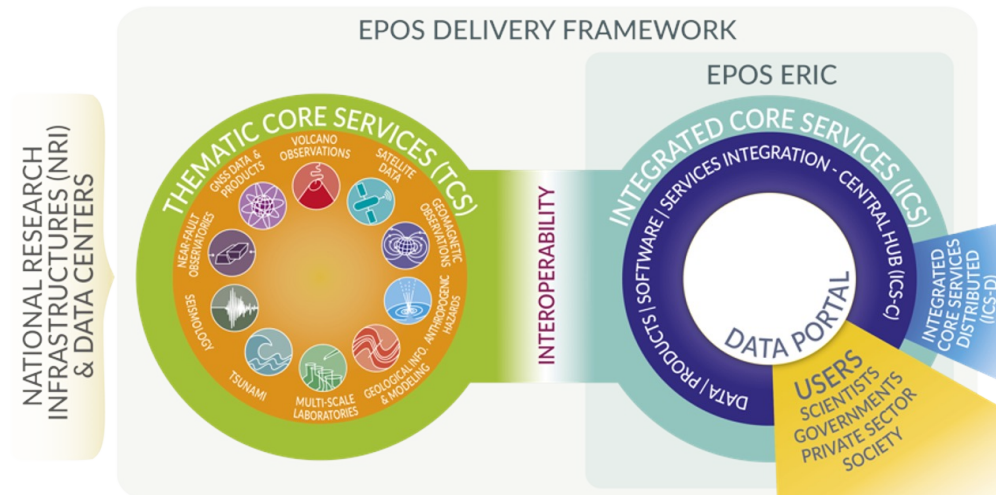 EPOS DELIVERY FRAMEWORK
EPOS ERIC
NATIONAL RESEARCH
INFRASTRUCTURES (NRI)
& DATA CENTERS
THEMATIC CORE SERVICES (TCS)
VOLCANO
OBSERVATIONS
SATELLITE
DATA
GEOMAGNETIC
OBSERVATIONS
ANTHROPOGENIC
HAZARDS
GEOLOGICAL INFO.
& MODELING
MULTI-SCALE
LABORATORIES
TSUNAMI
SEISMOLOGY
NEAR-FAULT
OBSERVATORIES
GNSS DATA &
PRODUCTS
INTEROPERABILITY
INTEGRATED CORE SERVICES (ICS)
DATA | PRODUCTS | SOFTWARE | SERVICES INTEGRATION - CENTRAL HUB (ICS-C)
DATA PORTAL
INTEGRATED
CORE SERVICES
DISTRIBUTED
(ICS-D)
USERS
SCIENTISTS
GOVERNMENTS
PRIVATE SECTOR
SOCIETY